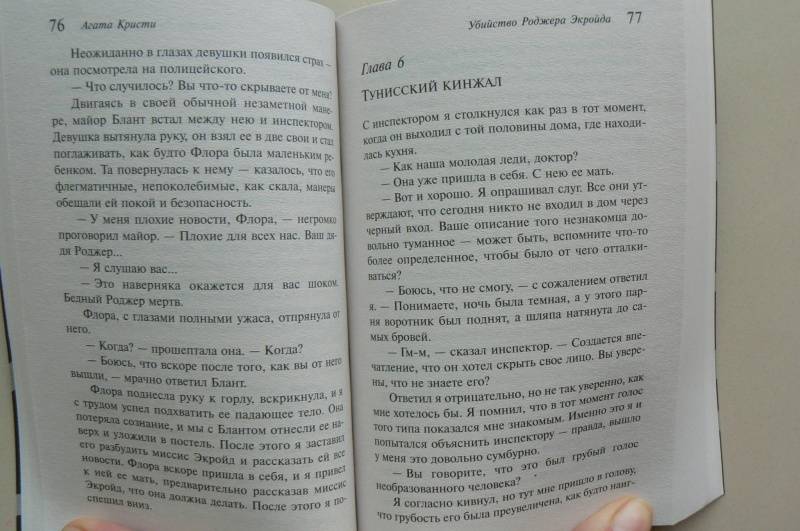 76 Агата Кристи
Неожиданно в глазах девушки появился страх —
она посмотрела на полицейского.
— Что случилось? Вы что-то скрываете от меня!
Двигаясь в своей обычной незаметной мане-
ре, майор Блант встал между нею и инспектором.
Девушка вытянула руку, он взял ее в две свои и стал
поглаживать, как будто Флора была маленьким ре-
бенком. Та повернулась к нему — казалось, что его
флегматичные, непоколебимые, как скала, манеры
обещали ей покой и безопасность.
— У меня плохие новости, Флора, — негромко
проговорил майор. — Плохие для всех нас. Ваш дя-
дя Роджер...
— Я слушаю вас...
— Это наверняка окажется для вас шоком.
Бедный Роджер мертв.
Флора, с глазами полными ужаса, отпрянула от
него.
— Когда? — прошептала она. — Когда?
— Боюсь, что вскоре после того, как вы от него
вышли, — мрачно ответил Блант.
Флора поднесла руку к горлу, вскрикнула, и я
с трудом успел подхватить ее падающее тело. Она
потеряла сознание, и мы с Блантом отнесли ее на-
верх и уложили в постель. После этого я заставил
его разбудить миссис Экройд и рассказать ей все
новости. Флора вскоре пришла в себя, и я привел
к ней ее мать, предварительно рассказав миссис
Экройд, что она должна делать. После этого я по-
спешил вниз.
Убийство Роджера Экройда 77
Глава 6
ТУНИССКИЙ КИНЖАЛ
С инспектором я столкнулся как раз в тот момент,
когда он выходил с той половины дома, где находи-
лась кухня.
— Как наша молодая леди, доктор?
— Она уже пришла в себя. С нею ее мать.
— Вот и хорошо. Я опрашивал слуг. Все они ут-
верждают, что сегодня никто не входил в дом через
черный вход. Ваше описание того незнакомца до-
вольно туманное — может быть, вспомните что-то
более определенное, чтобы было от чего отталки-
ваться?
— Боюсь, что не смогу, — с сожалением ответил
я. — Понимаете, ночь была темная, а у этого пар-
ня воротник был поднят, а шляпа натянута до са-
мых бровей.
— Гм-м, — сказал инспектор. — Создается впе-
чатление, что он хотел скрыть свое лицо. Вы увере-
ны, что не знаете его?
Ответил я отрицательно, но не так уверенно, как
мне хотелось бы. Я помнил, что в тот момент голос
этого типа показался мне знакомым. Именно это я и
попытался объяснить инспектору — правда, вышло
у меня это довольно сумбурно.
— Вы говорите, что это был грубый голос
необразованного человека?
Я согласно кивнул, но тут мне пришло в голову,
что грубость его была преувеличена, как будто наиг-